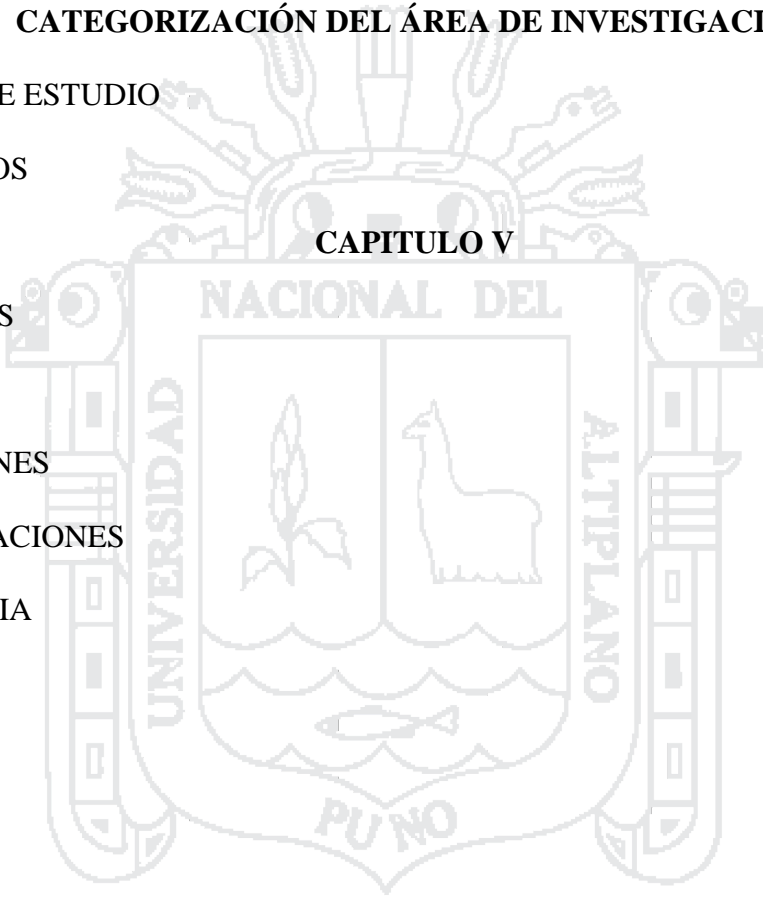 CATEGORIZACIÓN DEL ÁREA DE INVESTIGACI
E ESTUDIO
OS
CAPITULO V
S
NES
ACIONES
IA
NACIONAL DEL
UNIVERSIDAD
ALTIPLANO
PUNO